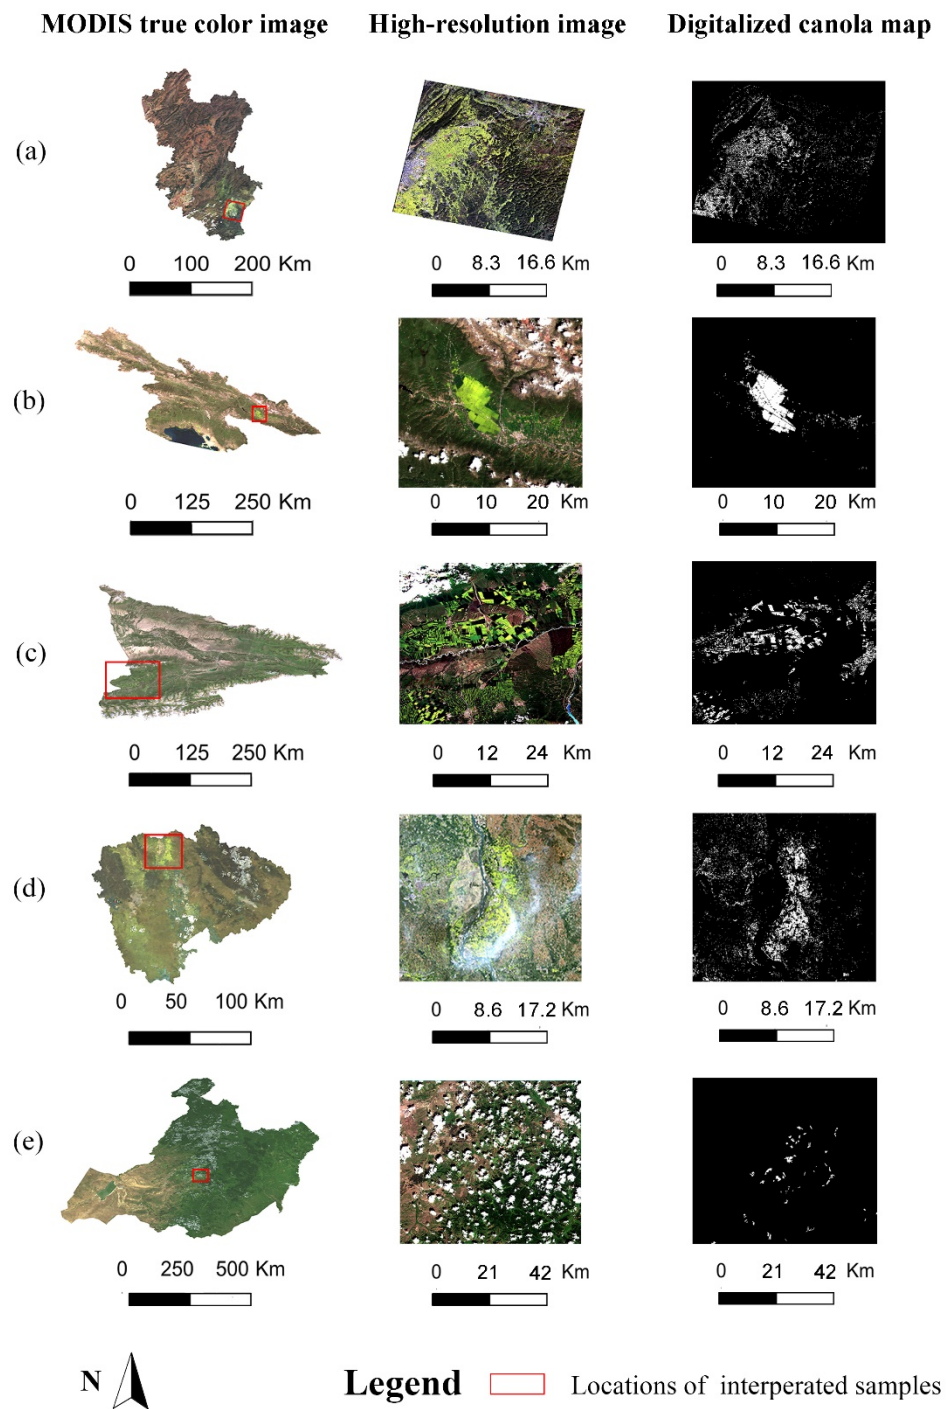 MODIS true color image High-resolution image Digitalized canola map
(a)
0 100 200 Km 0 8.3 16.6 Km 0 8.3 16.6 Km
(b)
0 125 250 Km 0 10 20 Km 0 10 20 Km
(c)
0 125 250 Km 0 12 24 Km 0 12 24 Km
(d)
0 50 100 Km 0 8.6 17.2 Km 0 8.6 17.2 Km
(e)
0 250 500 Km 0 21 42 Km 0 21 42 Km
N Legend Locations of interperated samples